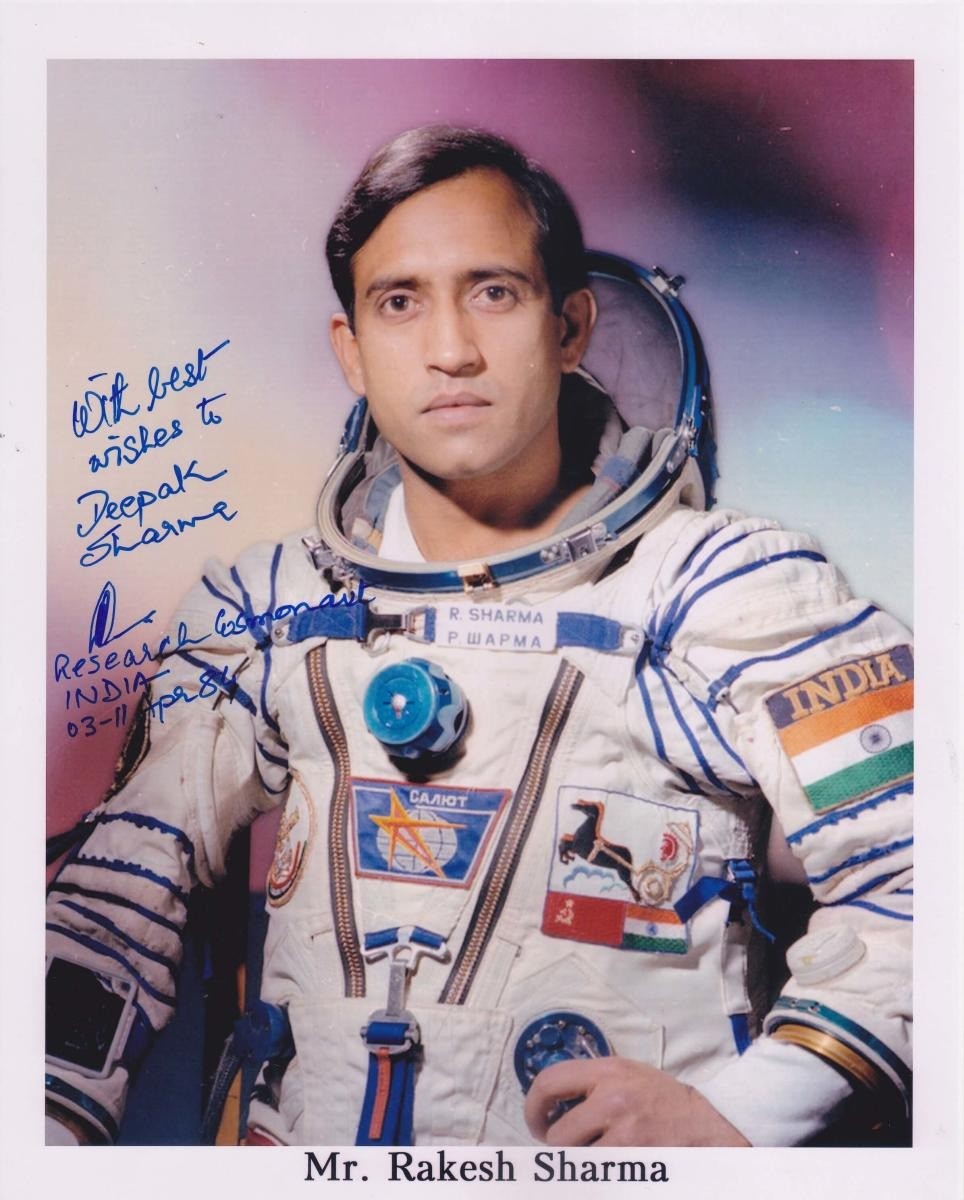 With best
wishes to
Deepak
Sharma
Research Cosmonaut
INDIA
03-11 Apr 84
R. SHARMA
Р. ШАРМА
INDIA
САЛЮТ
Mr. Rakesh Sharma